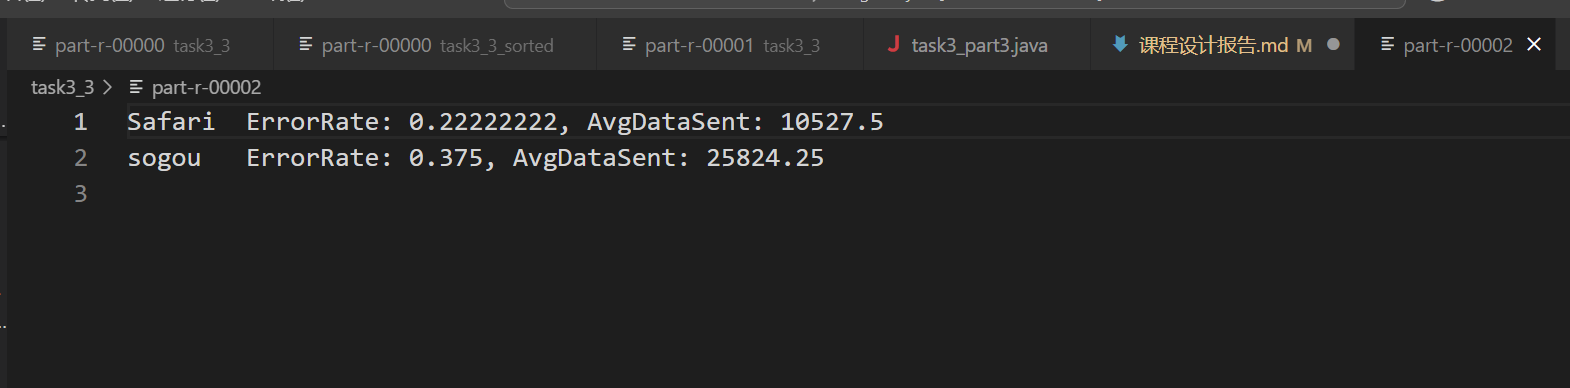 part-r-00000 task3_3 part-r-00000 task3_3_sorted part-r-00001 task3_3 task3_part3.java 课程设计报告.md M part-r-00002
task3_3 > part-r-00002
1 Safari ErrorRate: 0.22222222, AvgDataSent: 10527.5
2 sogou ErrorRate: 0.375, AvgDataSent: 25824.25
3